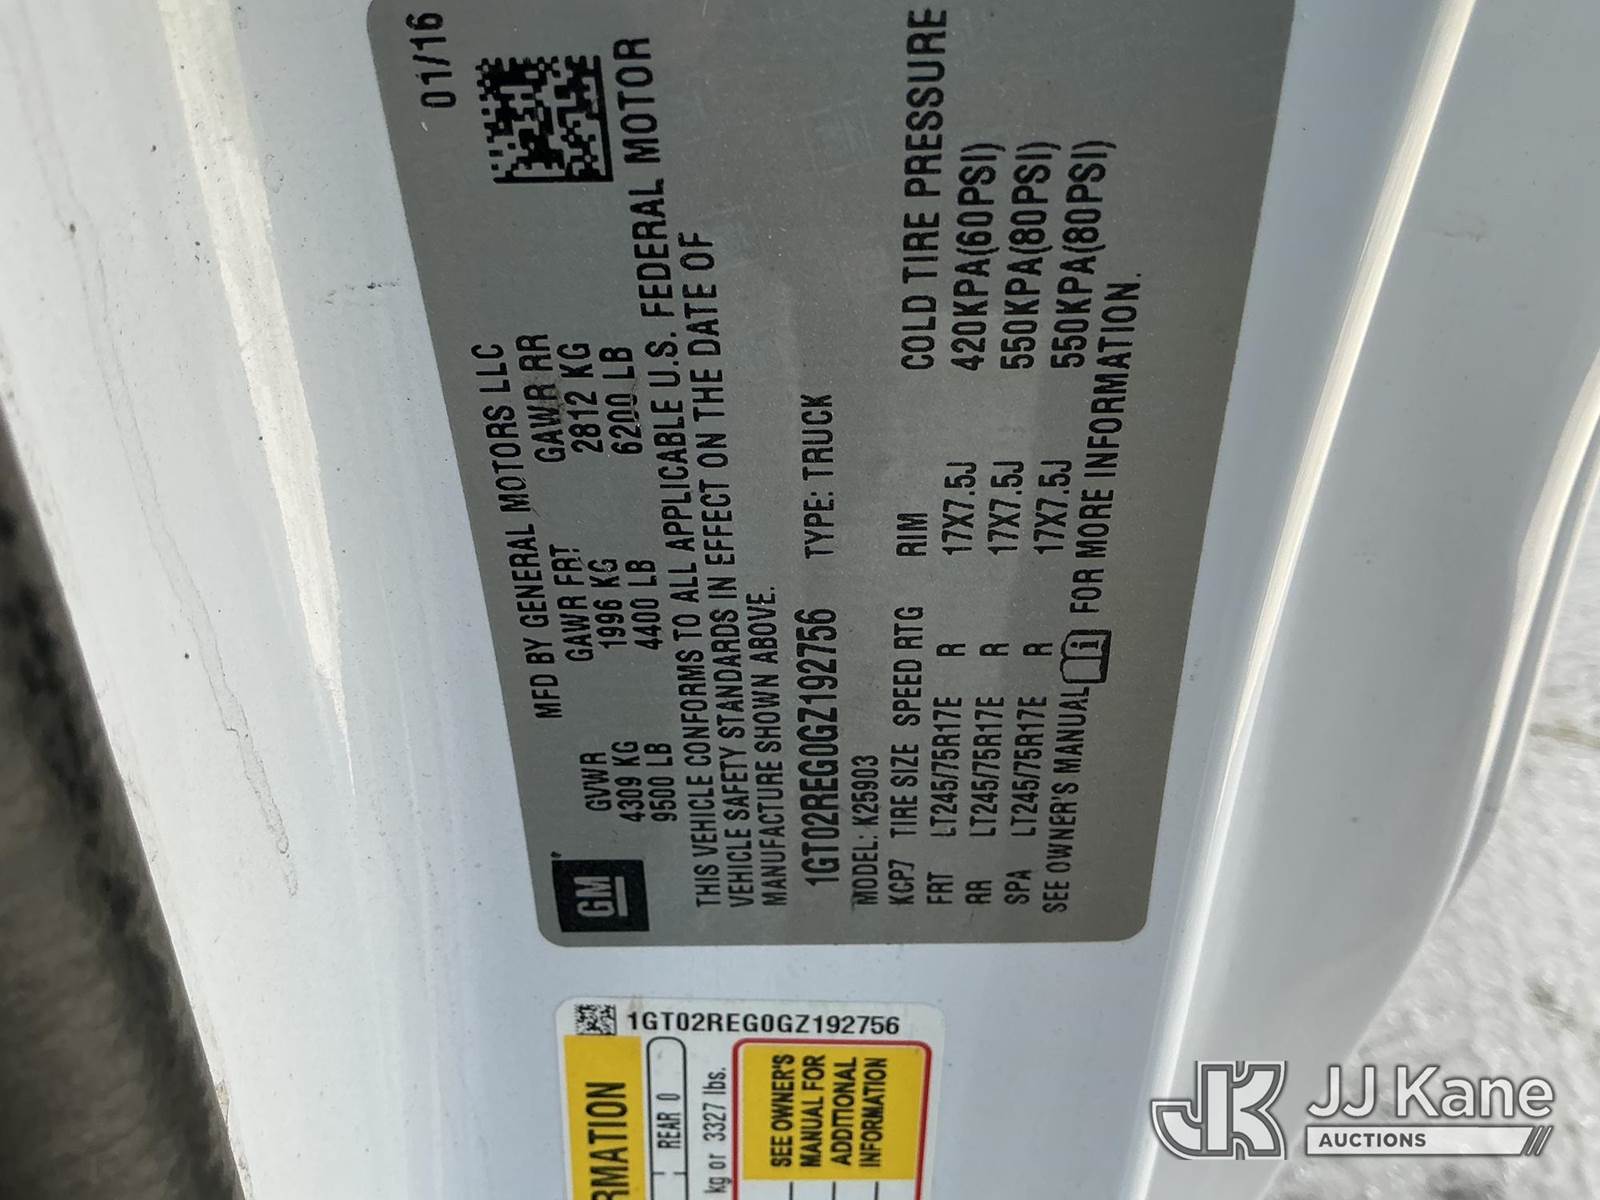 01/16
MFD BY GENERAL MOTORS LLC
GM
GVWR GAWR FRT GAWR RR
4309 KG 1996 KG 2812 KG
9500 LB 4400 LB 6200 LB
THIS VEHICLE CONFORMS TO ALL APPLICABLE U.S. FEDERAL MOTOR
VEHICLE SAFETY STANDARDS IN EFFECT ON THE DATE OF
MANUFACTURE SHOWN ABOVE.
1GT02REG0GZ192756 TYPE: TRUCK
MODEL: K25903
KCP7 TIRE SIZE SPEED RTG RIM COLD TIRE PRESSURE
FRT LT245/75R17E R 17X7.5J 420KPA(60PSI)
RR LT245/75R17E R 17X7.5J 550KPA(80PSI)
SPA LT245/75R17E R 17X7.5J 550KPA(80PSI)
SEE OWNER'S MANUAL FOR MORE INFORMATION.
1GT02REG0GZ192756
RMATION
REAR 0
kg or 3327 lbs.
SEE OWNER'S
MANUAL FOR
ADDITIONAL
INFORMATION
JK JJ Kane
AUCTIONS